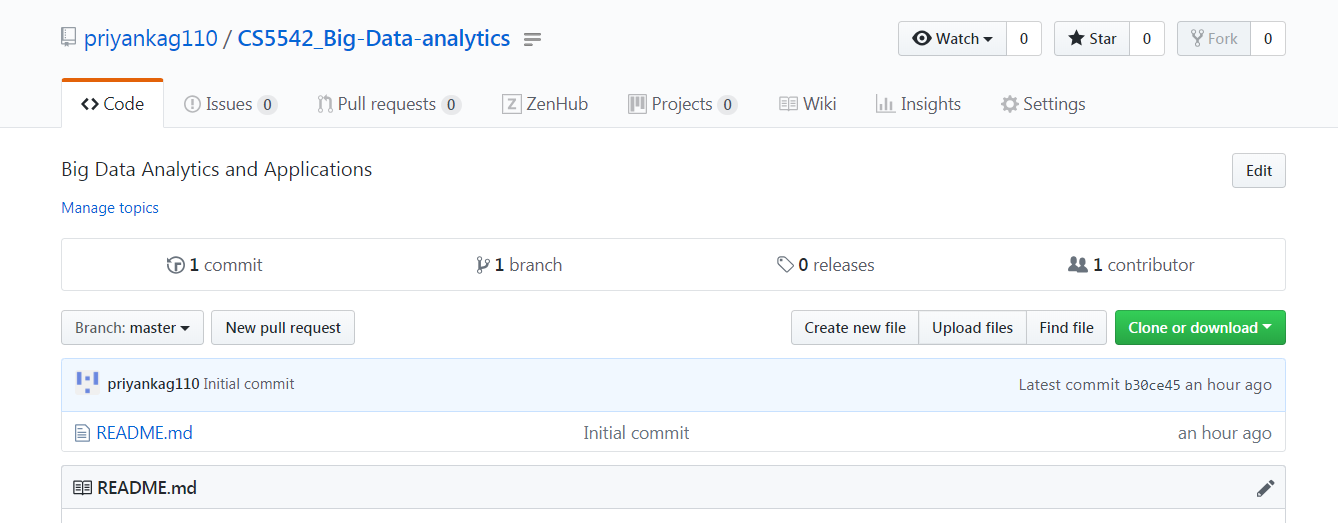 priyankag110 / CS5542_Big-Data-analytics Watch 0 Star 0 Fork 0
Code Issues 0 Pull requests 0 ZenHub Projects 0 Wiki Insights Settings
Big Data Analytics and Applications Edit
Manage topics
1 commit 1 branch 0 releases 1 contributor
Branch: master New pull request Create new file Upload files Find file Clone or download
priyankag110 Initial commit Latest commit b30ce45 an hour ago
README.md Initial commit an hour ago
README.md